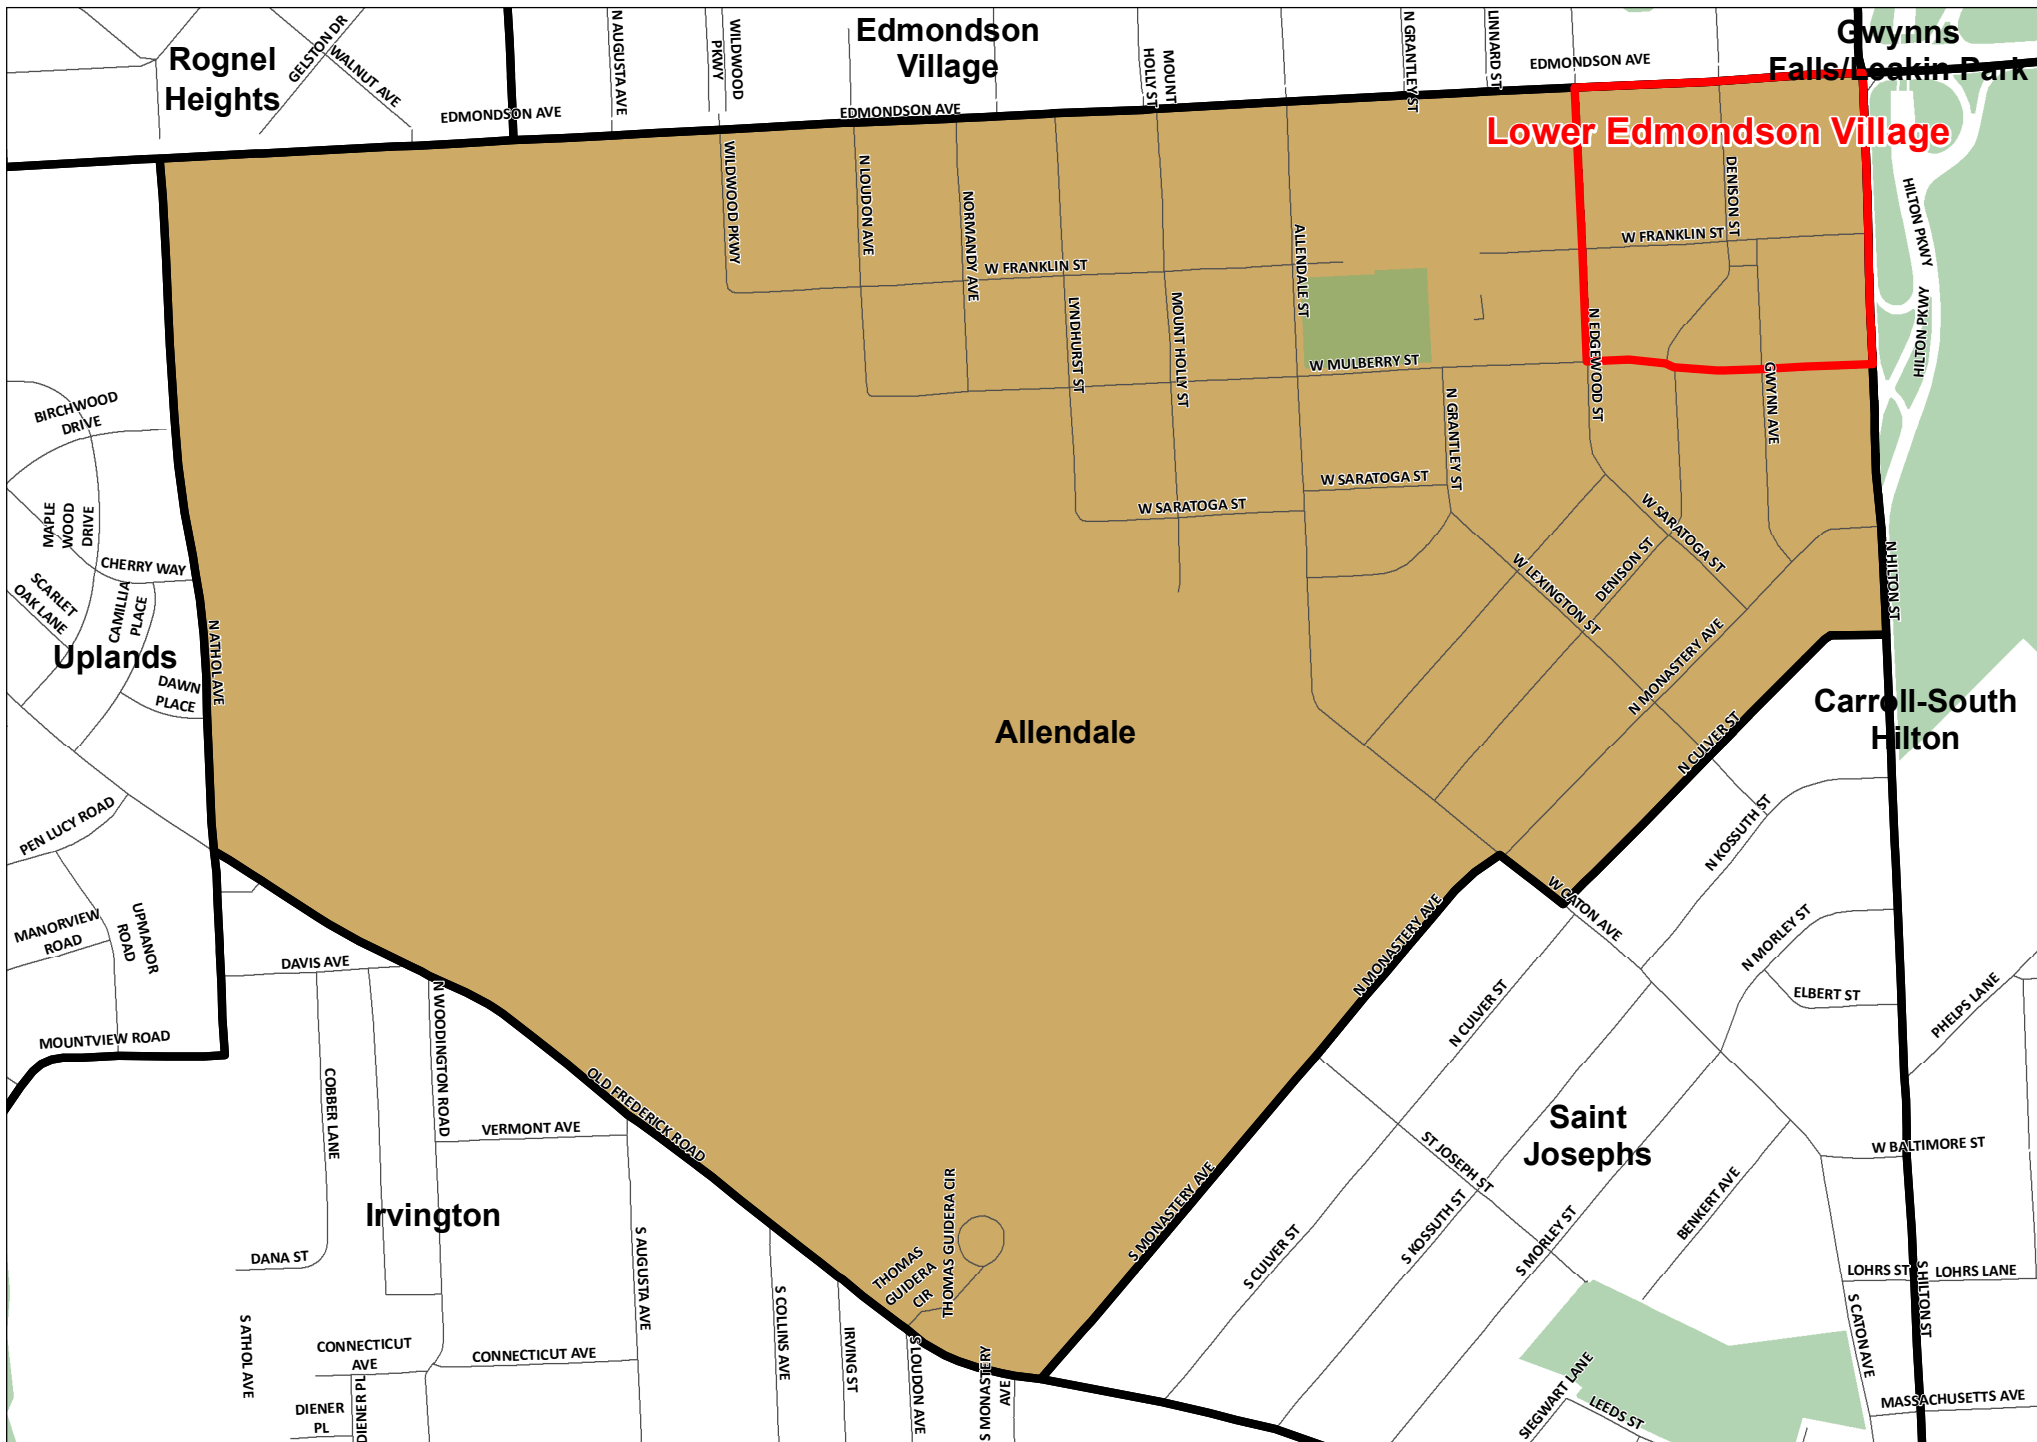 GELSTON DR
WALNUT AVE
N AUGUSTA AVE
WILDWOOD
PKWY
Edmondson
Village
MOUNT
HOLLY ST
N GRANTLEY ST
LINNARD ST
EDMONDSON AVE
Gwynns
Falls/Leakin Park
Rognel
Heights
EDMONDSON AVE
EDMONDSON AVE
Lower Edmondson Village
WILDWOOD PKWY
N LOUDON AVE
NORMANDY AVE
ALLENDALE ST
DENISON ST
HILTON PKWY
W FRANKLIN ST
W FRANKLIN ST
LYNDHURST ST
MOUNT HOLLY ST
N EDGEWOOD ST
HILTON PKWY
W MULBERRY ST
N GRANTLEY ST
GWYNN AVE
BIRCHWOOD
DRIVE
MAPLE
WOOD
DRIVE
W SARATOGA ST
W SARATOGA ST
W SARATOGA ST
CHERRY WAY
SCARLET
OAK LANE
CAMILLIA
PLACE
W LEXINGTON ST
DENISON ST
N HILTON ST
N ATHOL AVE
Uplands
DAWN
PLACE
N MONASTERY AVE
Allendale
N CULVER ST
Carroll-South
Hilton
PEN LUCY ROAD
N KOSSUTH ST
MANORVIEW
ROAD
UPMANOR
ROAD
W CATON AVE
N MORLEY ST
DAVIS AVE
N MONASTERY AVE
ELBERT ST
N WOODINGTON ROAD
N CULVER ST
PHELPS LANE
MOUNTVIEW ROAD
COBBER LANE
OLD FREDERICK ROAD
VERMONT AVE
Saint
Josephs
ST JOSEPH ST
W BALTIMORE ST
Irvington
S MONASTERY AVE
THOMAS GUIDERA CIR
THOMAS
GUIDERA
CIR
S KOSSUTH ST
S MORLEY ST
BENKERT AVE
S CULVER ST
DANA ST
S AUGUSTA AVE
LOHRS ST
LOHRS LANE
S HILTON ST
S COLLINS AVE
IRVING ST
S LOUDON AVE
S MONASTERY
AVE
S ATHOL AVE
CONNECTICUT
AVE
CONNECTICUT AVE
S CATON AVE
SIEGWART LANE
LEEDS ST
MASSACHUSETTS AVE
DIENER
PL
DIENER PL